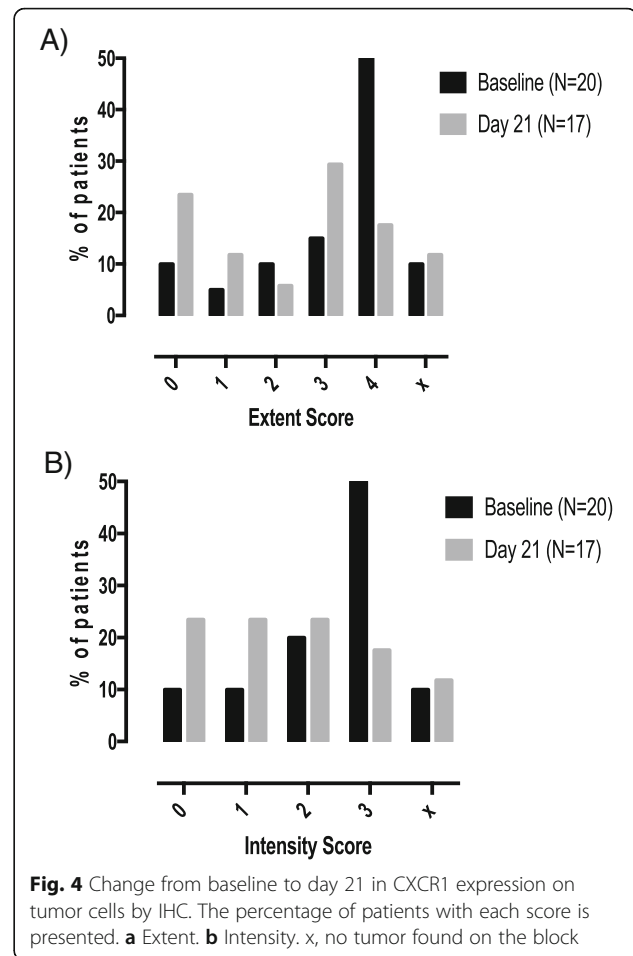 A)
50
40
30
20
10
0
% of patients
Baseline (N=20)
Day 21 (N=17)
0 1 2 3 4 x
Extent Score
B)
50
40
30
20
10
0
% of patients
Baseline (N=20)
Day 21 (N=17)
0 1 2 3 x
Intensity Score
Fig. 4 Change from baseline to day 21 in CXCR1 expression on
tumor cells by IHC. The percentage of patients with each score is
presented. a Extent. b Intensity. x, no tumor found on the block